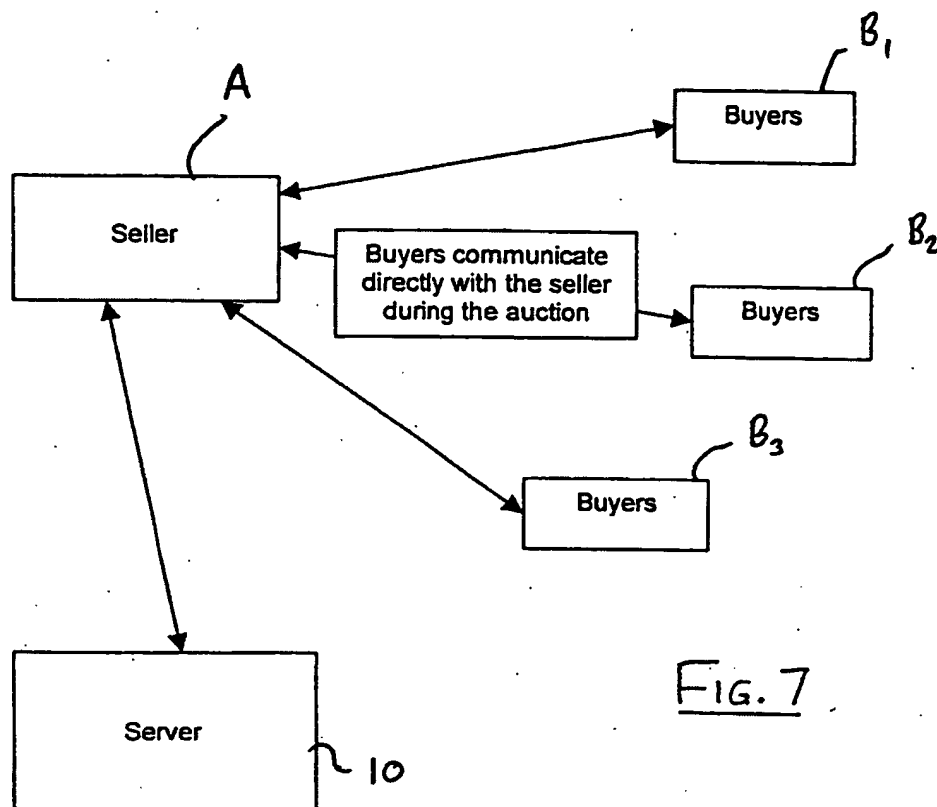 B₁
A
Buyers
Seller
Buyers communicate
directly with the seller
during the auction
B₂
Buyers
B₃
Buyers
FIG. 7
Server
10